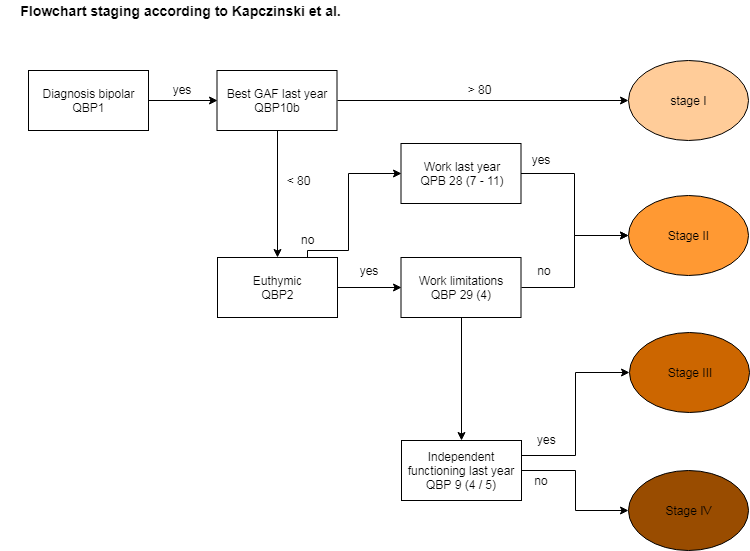 Flowchart staging according to Kapczinski et al.
Diagnosis bipolar
QBP1
yes
Best GAF last year
QBP10b
> 80
stage I
< 80
Work last year
QPB 28 (7 - 11)
yes
no
Stage II
Euthymic
QBP2
yes
Work limitations
QBP 29 (4)
no
Stage III
Independent
functioning last year
QBP 9 (4 / 5)
yes
no
Stage IV